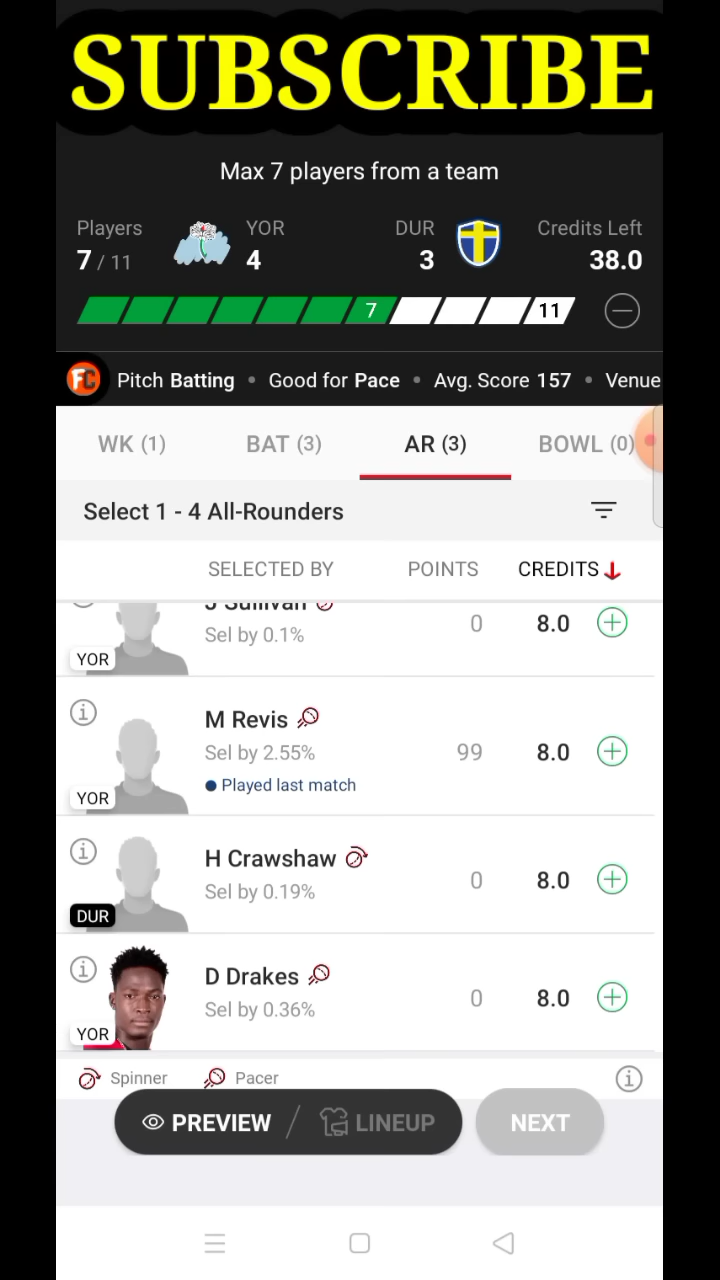 SUBSCRIBE
Max 7 players from a team
Players YOR DUR Credits Left
7 / 11 4 3 38.0
7 11
FC Pitch Batting • Good for Pace • Avg. Score 157 • Venue
WK (1) BAT (3) AR (3) BOWL (0)
Select 1 - 4 All-Rounders
SELECTED BY POINTS CREDITS
J Sullivan
Sel by 0.1% 0 8.0
YOR
M Revis
Sel by 2.55% 99 8.0
Played last match
YOR
H Crawshaw
Sel by 0.19% 0 8.0
DUR
D Drakes
Sel by 0.36% 0 8.0
YOR
Spinner Pacer
PREVIEW / LINEUP NEXT